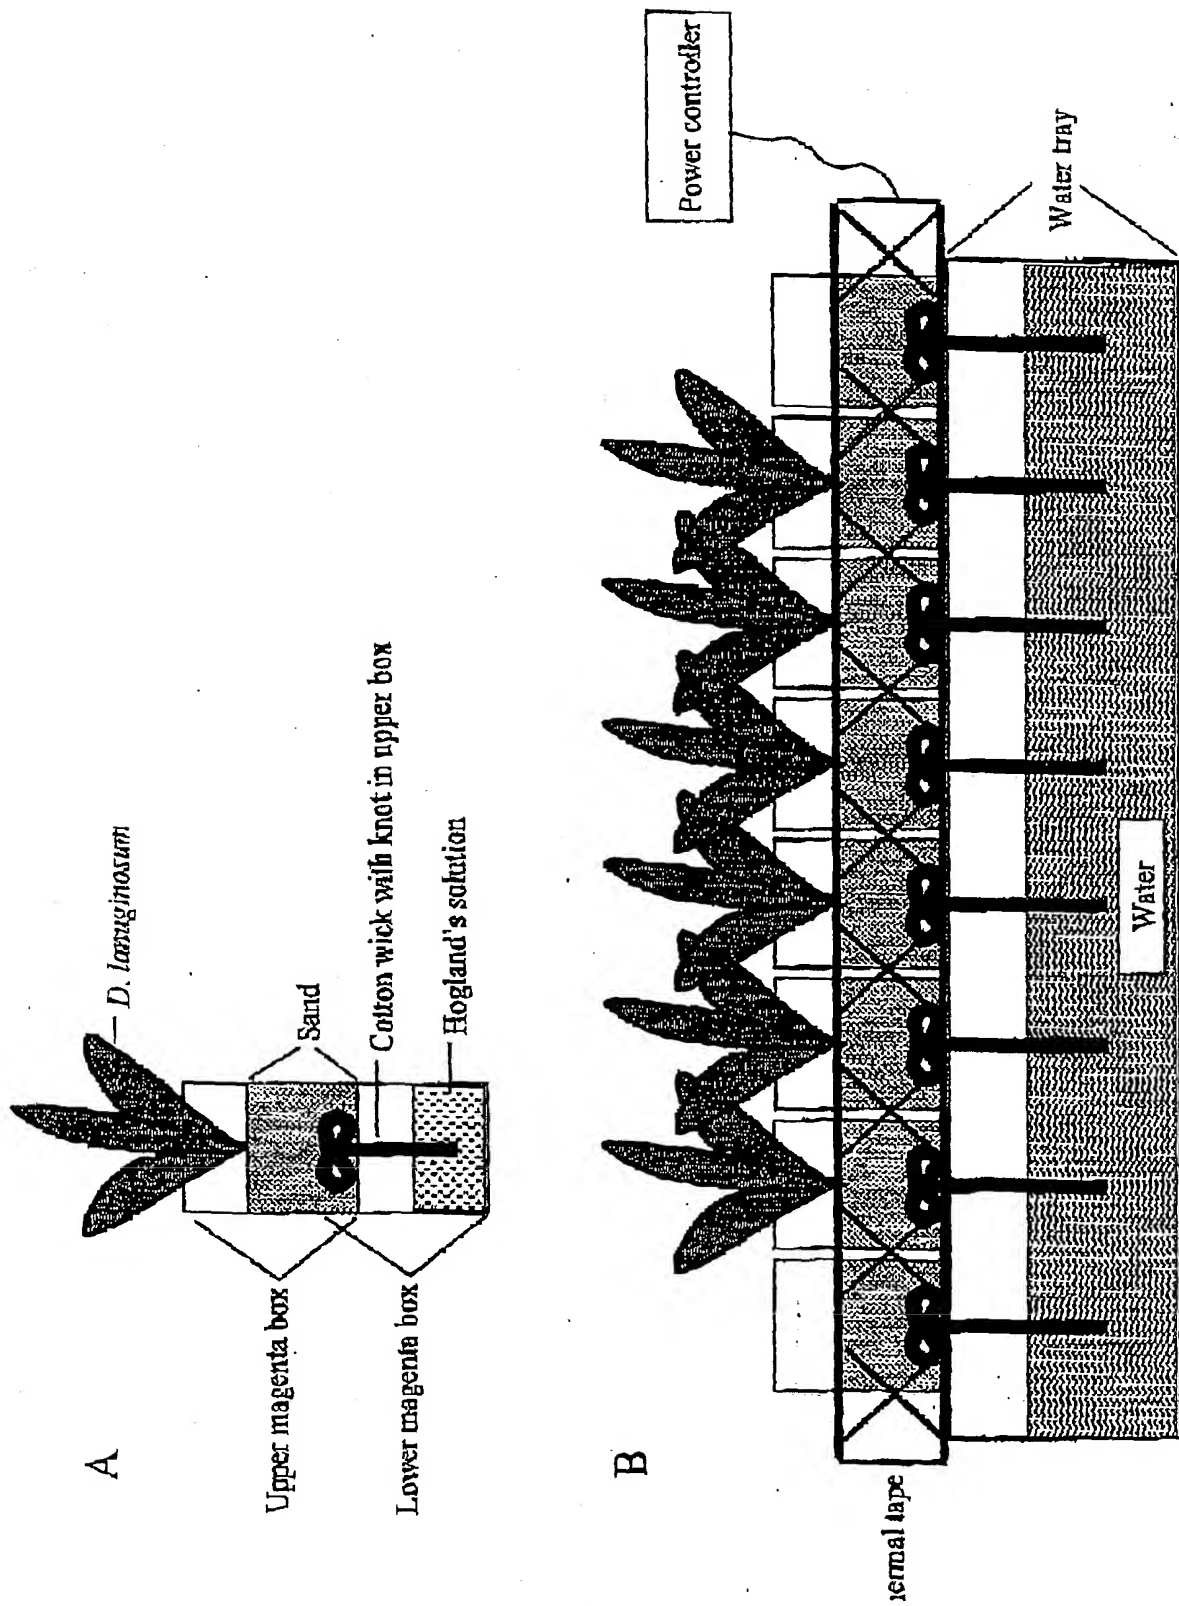 A
D. lanuginosum
Sand
Cotton wick with knot in upper box
Hogland's solution
Upper magenta box
Lower magenta box
B
Power controller
Water tray
Water
hermal tape